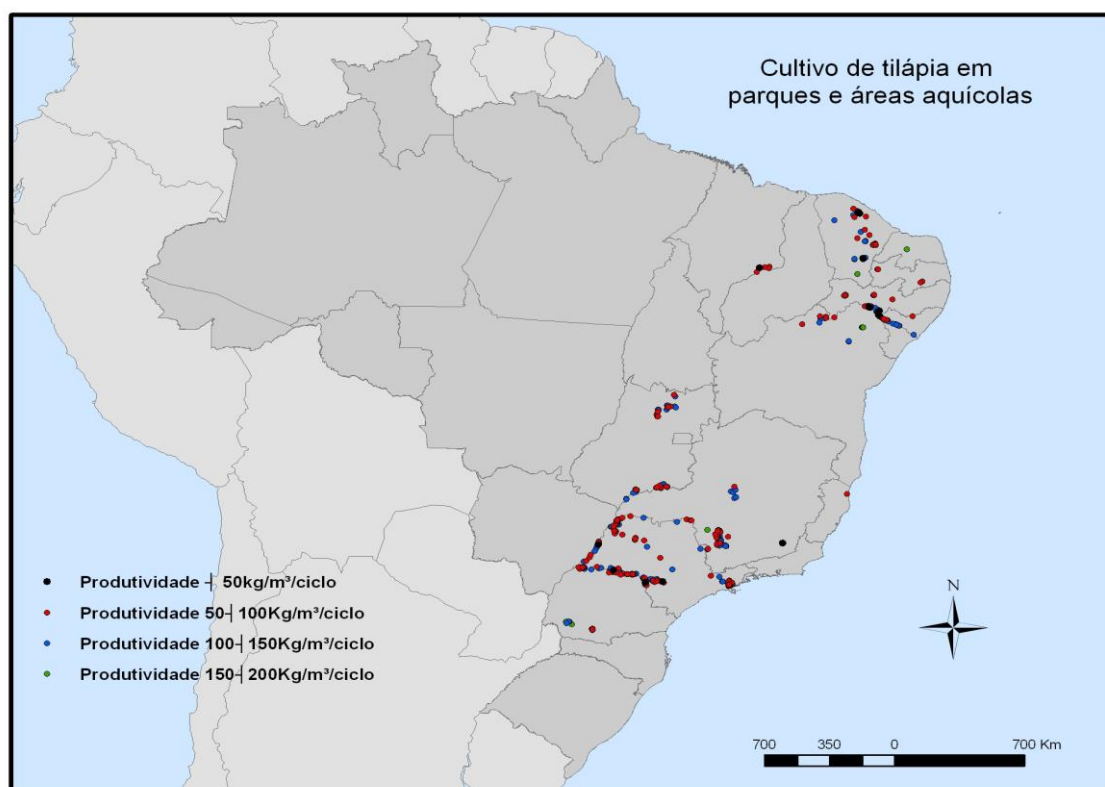 Cultivo de tilápia em
parques e áreas aquícolas
Produtividade ┤ 50kg/m³/ciclo
Produtividade 50┤100Kg/m³/ciclo
Produtividade 100┤150Kg/m³/ciclo
Produtividade 150┤200Kg/m³/ciclo
N
700 350 0 700 Km